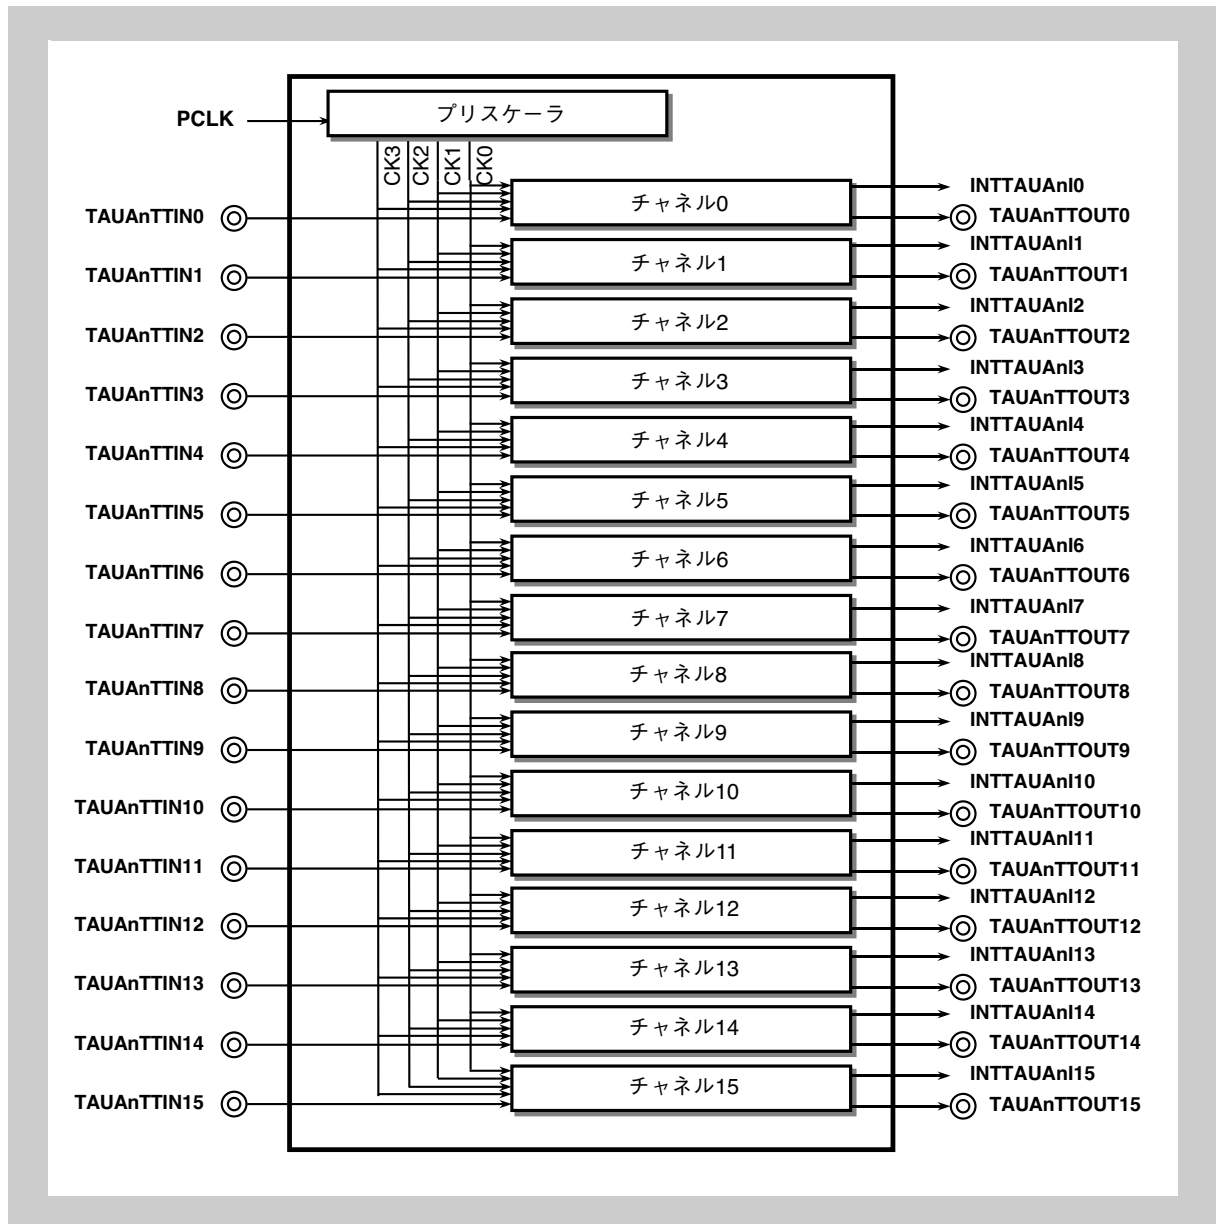 プリスケーラ
PCLK
CK3
CK2
CK1
CK0
TAUAnTTIN0
チャネル0
INTTAUAnI0
TAUAnTTOUT0
TAUAnTTIN1
チャネル1
INTTAUAnI1
TAUAnTTOUT1
TAUAnTTIN2
チャネル2
INTTAUAnI2
TAUAnTTOUT2
TAUAnTTIN3
チャネル3
INTTAUAnI3
TAUAnTTOUT3
TAUAnTTIN4
チャネル4
INTTAUAnI4
TAUAnTTOUT4
TAUAnTTIN5
チャネル5
INTTAUAnI5
TAUAnTTOUT5
TAUAnTTIN6
チャネル6
INTTAUAnI6
TAUAnTTOUT6
TAUAnTTIN7
チャネル7
INTTAUAnI7
TAUAnTTOUT7
TAUAnTTIN8
チャネル8
INTTAUAnI8
TAUAnTTOUT8
TAUAnTTIN9
チャネル9
INTTAUAnI9
TAUAnTTOUT9
TAUAnTTIN10
チャネル10
INTTAUAnI10
TAUAnTTOUT10
TAUAnTTIN11
チャネル11
INTTAUAnI11
TAUAnTTOUT11
TAUAnTTIN12
チャネル12
INTTAUAnI12
TAUAnTTOUT12
TAUAnTTIN13
チャネル13
INTTAUAnI13
TAUAnTTOUT13
TAUAnTTIN14
チャネル14
INTTAUAnI14
TAUAnTTOUT14
TAUAnTTIN15
チャネル15
INTTAUAnI15
TAUAnTTOUT15